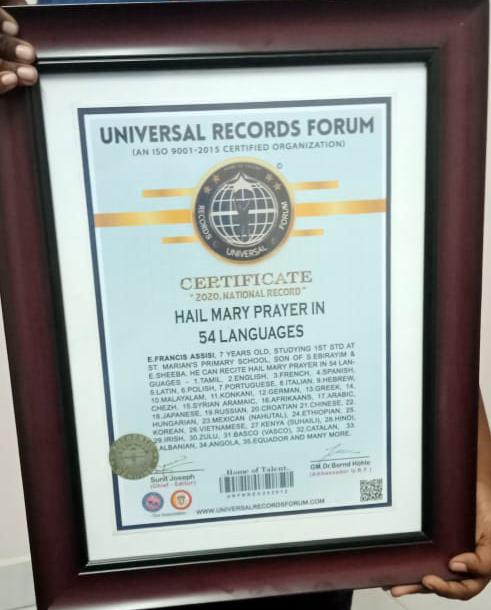 UNIVERSAL RECORDS FORUM
(AN ISO 9001-2015 CERTIFIED ORGANIZATION)
©
RECORDS
FORUM
UNIVERSAL
CERTIFICATE
"2020, NATIONAL RECORD"
HAIL MARY PRAYER IN
54 LANGUAGES
E.FRANCIS ASSISI, 7 YEARS OLD, STUDYING 1ST STD AT
ST. MARIAN'S PRIMARY SCHOOL, SON OF S.EBIRAYIM &
E.SHEEBA. HE CAN RECITE HAIL MARY PRAYER IN 54 LAN-
GUAGES - 1.TAMIL, 2.ENGLISH, 3.FRENCH, 4.SPANISH,
5.LATIN, 6.POLISH, 7.PORTUGUESE, 8.ITALIAN, 9.HEBREW,
10.MALAYALAM, 11.KONKANI, 12.GERMAN, 13.GREEK, 14.
CHEZH, 15.SYRIAN ARAMAIC, 16.AFRIKAANS, 17.ARABIC,
18.JAPANESE, 19.RUSSIAN, 20.CROATIAN 21.CHINESE, 22.
HUNGARIAN, 23.MEXICAN (NAHUTAL), 24.ETHIOPIAN, 25.
KOREAN, 26.VIETNAMESE, 27 KENYA (SUHAILI), 28.HINDI,
29.IRISH, 30.ZULU, 31.BASCO (VASCO), 32.CATALAN, 33.
ALBANIAN, 34.ANGOLA, 35.EQUADOR AND MANY MORE.
Sunil Joseph
(Chief - Editor)
Home of Talent..
GM.Dr.Bernd Höhle
(Ambassador U.R.F)
WWW.UNIVERSALRECORDSFORUM.COM